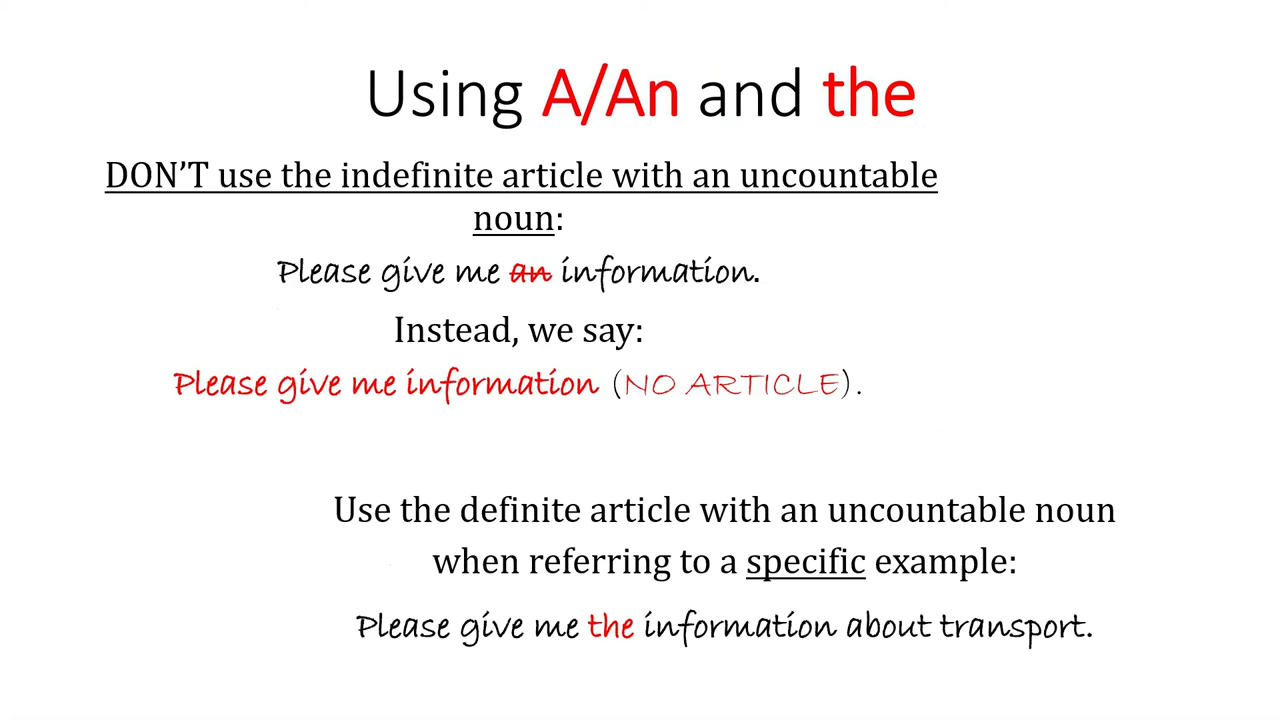 Using A/An and the
DON’T use the indefinite article with an uncountable
noun:
Please give me an information.
Instead, we say:
Please give me information (NO ARTICLE).
Use the definite article with an uncountable noun
when referring to a specific example:
Please give me the information about transport.